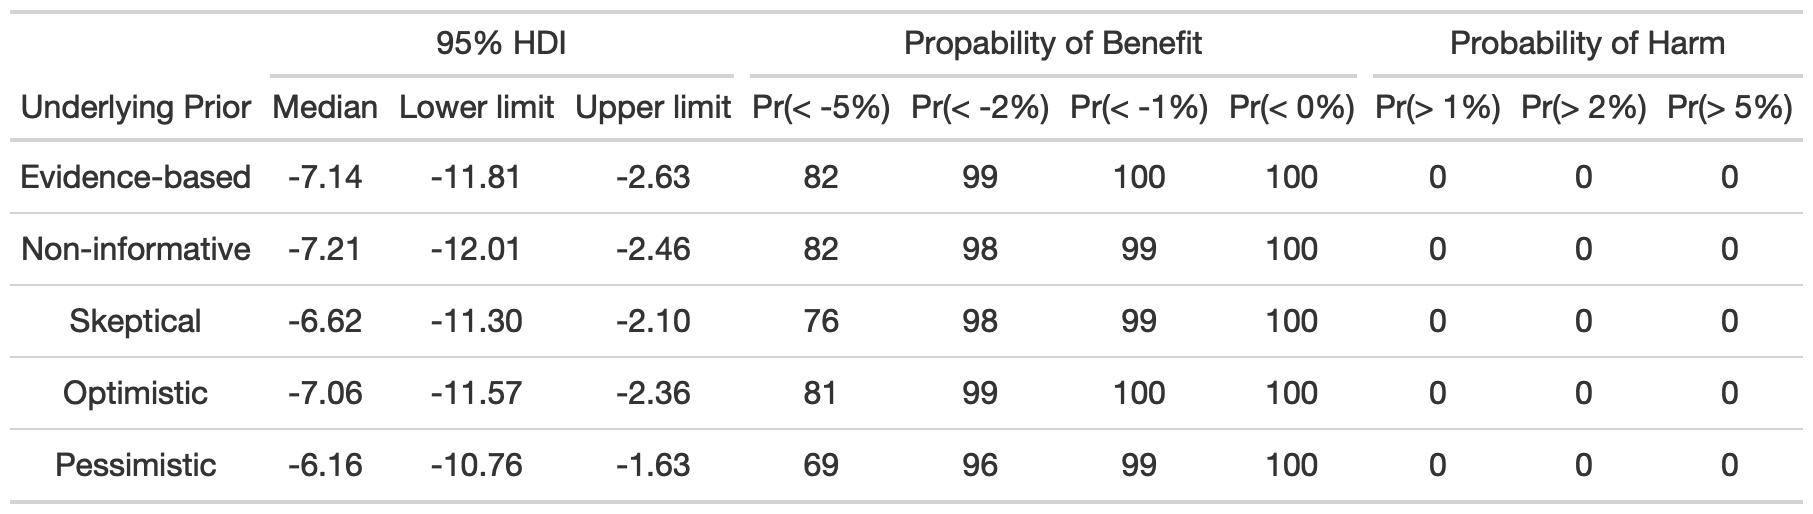 95% HDI Propability of Benefit Probability of Harm
Underlying Prior Median Lower limit Upper limit Pr(< -5%) Pr(< -2%) Pr(< -1%) Pr(< 0%) Pr(> 1%) Pr(> 2%) Pr(> 5%)
Evidence-based -7.14 -11.81 -2.63 82 99 100 100 0 0 0
Non-informative -7.21 -12.01 -2.46 82 98 99 100 0 0 0
Skeptical -6.62 -11.30 -2.10 76 98 99 100 0 0 0
Optimistic -7.06 -11.57 -2.36 81 99 100 100 0 0 0
Pessimistic -6.16 -10.76 -1.63 69 96 99 100 0 0 0